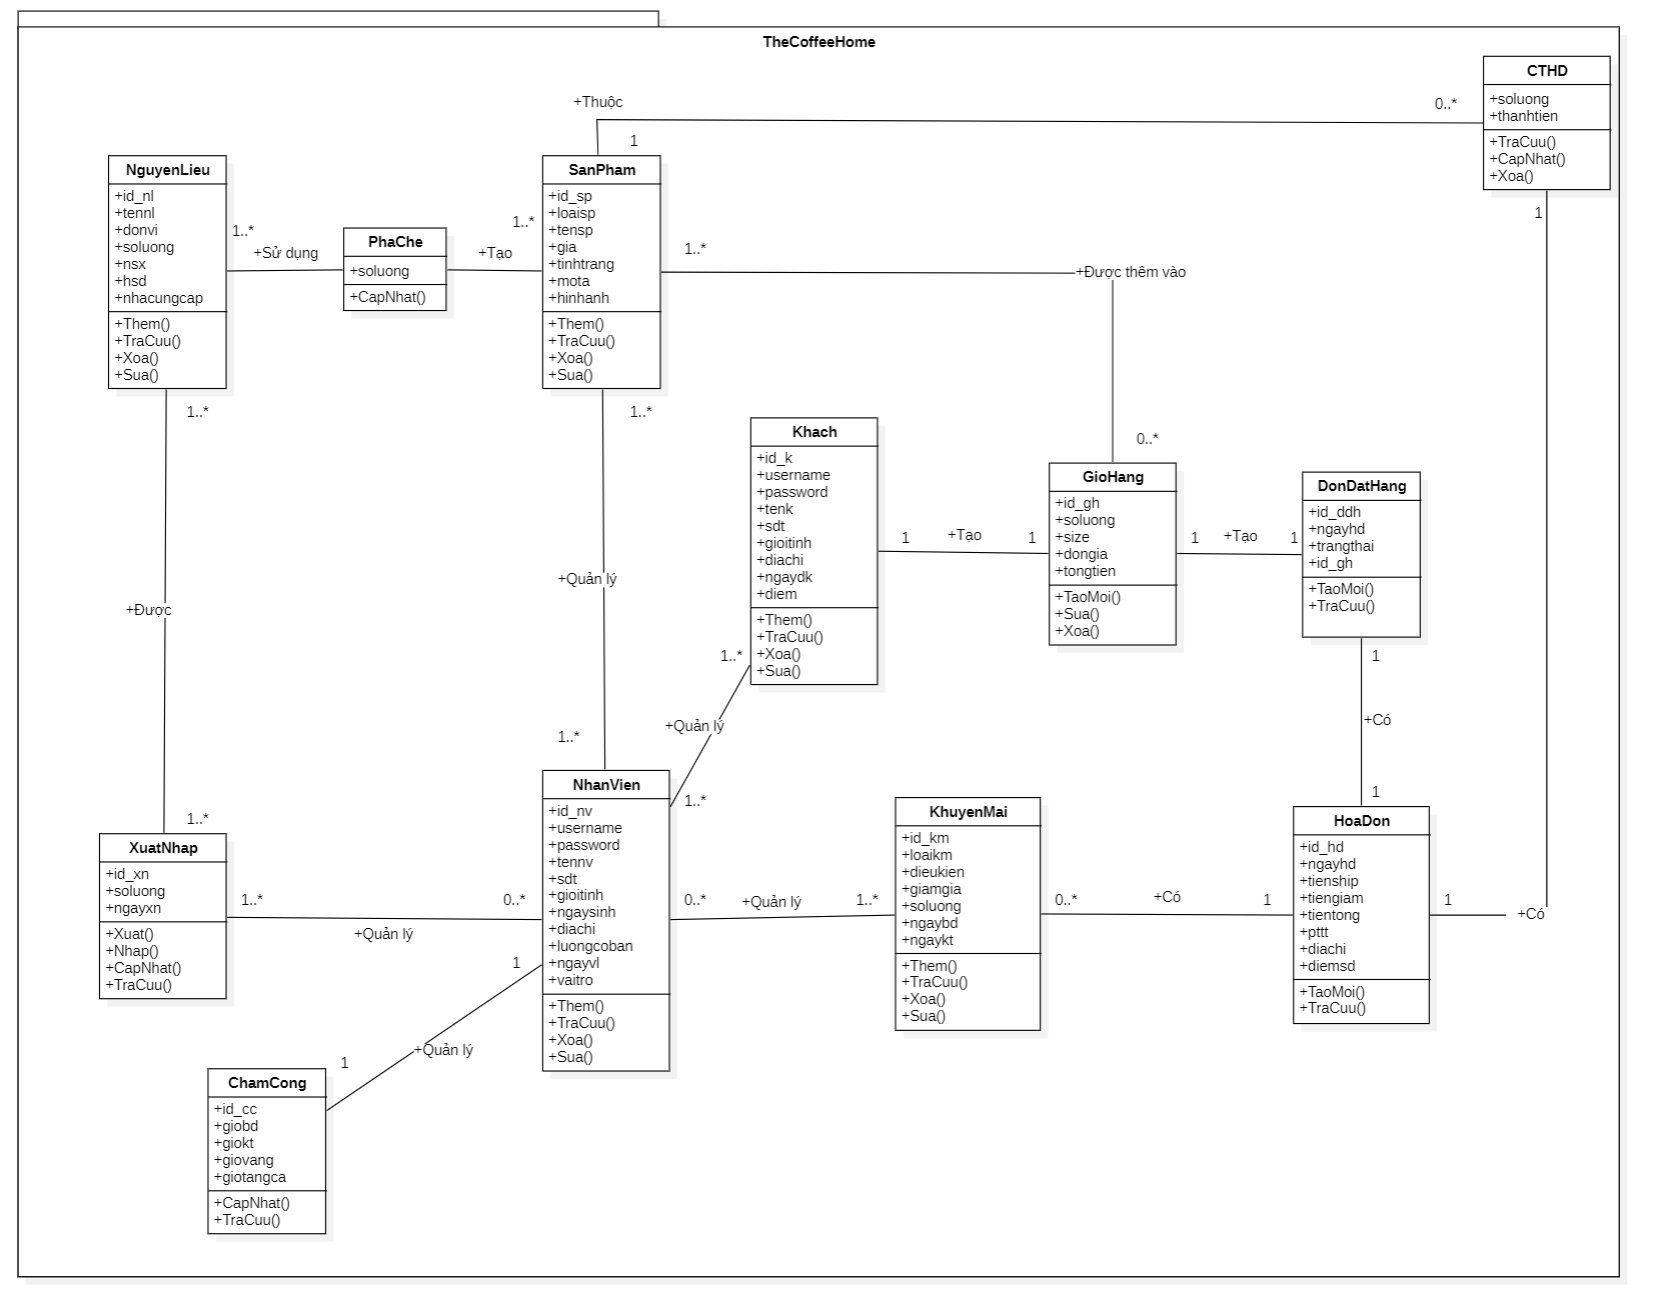 TheCoffeeHome
CTHD
+soluong
+thanhtien
+TraCuu()
+CapNhat()
+Xoa()
+Thuộc
0..*
1
1
NguyenLieu
+id_nl
+tennl
+donvi
+soluong
+nsx
+hsd
+nhacungcap
+Them()
+TraCuu()
+Xoa()
+Sua()
1..*
+Sử dụng
PhaChe
+soluong
+CapNhat()
1..*
+Tạo
SanPham
+id_sp
+loaisp
+tensp
+gia
+tinhtrang
+mota
+hinhanh
+Them()
+TraCuu()
+Xoa()
+Sua()
1..*
+Được thêm vào
0..*
1..*
1..*
+Được
1..*
+Quản lý
1..*
Khach
+id_k
+username
+password
+tenk
+sdt
+gioitinh
+diachi
+ngaydk
+diem
+Them()
+TraCuu()
+Xoa()
+Sua()
1
+Tạo
1
GioHang
+id_gh
+soluong
+size
+dongia
+tongtien
+TaoMoi()
+Sua()
+Xoa()
1
+Tạo
1
DonDatHang
+id_ddh
+ngayhd
+trangthai
+id_gh
+TaoMoi()
+TraCuu()
1
+Có
1
1..*
+Quản lý
1..*
XuatNhap
+id_xn
+soluong
+ngayxn
+Xuat()
+Nhap()
+CapNhat()
+TraCuu()
1..*
+Quản lý
0..*
NhanVien
+id_nv
+username
+password
+tennv
+sdt
+gioitinh
+ngaysinh
+diachi
+luongcoban
+ngayvl
+vaitro
+Them()
+TraCuu()
+Xoa()
+Sua()
0..*
+Quản lý
1..*
KhuyenMai
+id_km
+loaikm
+dieukien
+giamgia
+soluong
+ngaybd
+ngaykt
+Them()
+TraCuu()
+Xoa()
+Sua()
0..*
+Có
1
HoaDon
+id_hd
+ngayhd
+tienship
+tiengiam
+tientong
+pttt
+diachi
+diemsd
+TaoMoi()
+TraCuu()
1
+Có
1
+Quản lý
1
ChamCong
+id_cc
+giobd
+giokt
+giovang
+giotangca
+CapNhat()
+TraCuu()